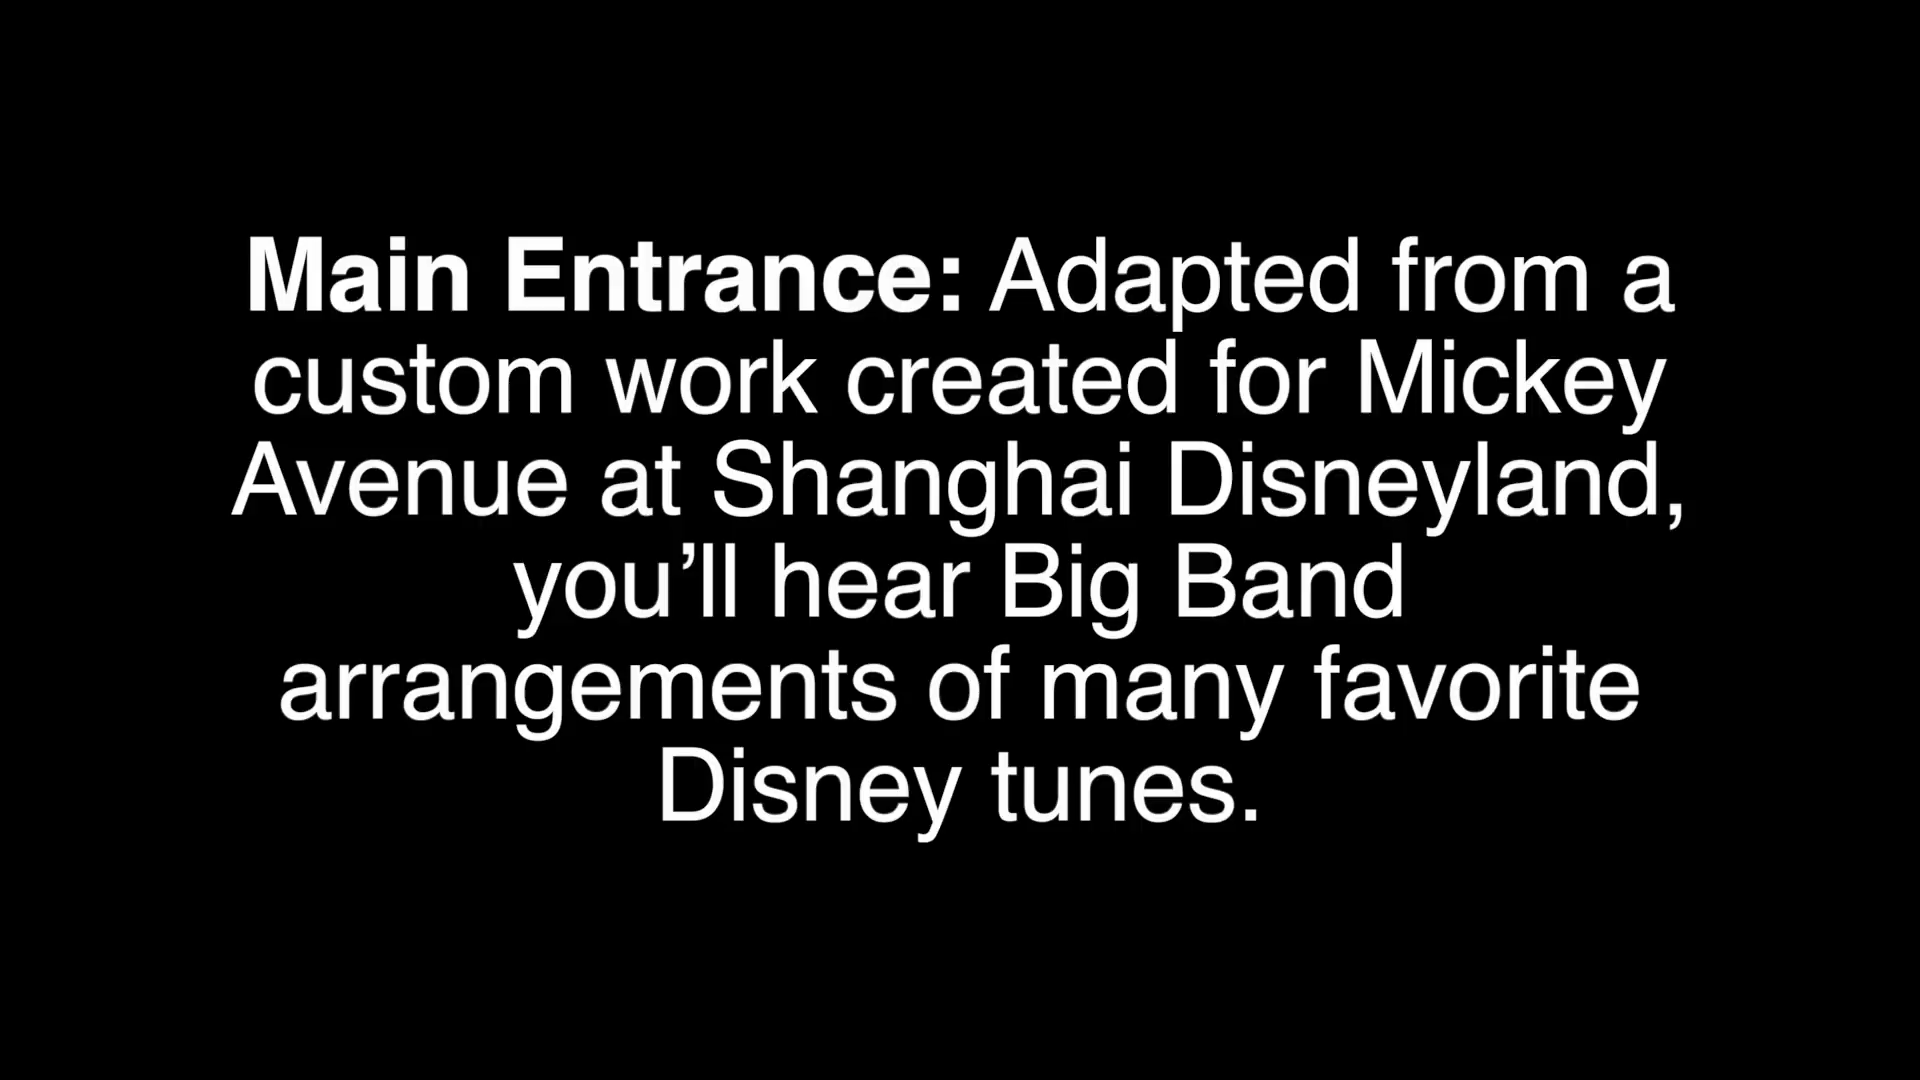 Main Entrance: Adapted from a
custom work created for Mickey
Avenue at Shanghai Disneyland,
you’ll hear Big Band
arrangements of many favorite
Disney tunes.